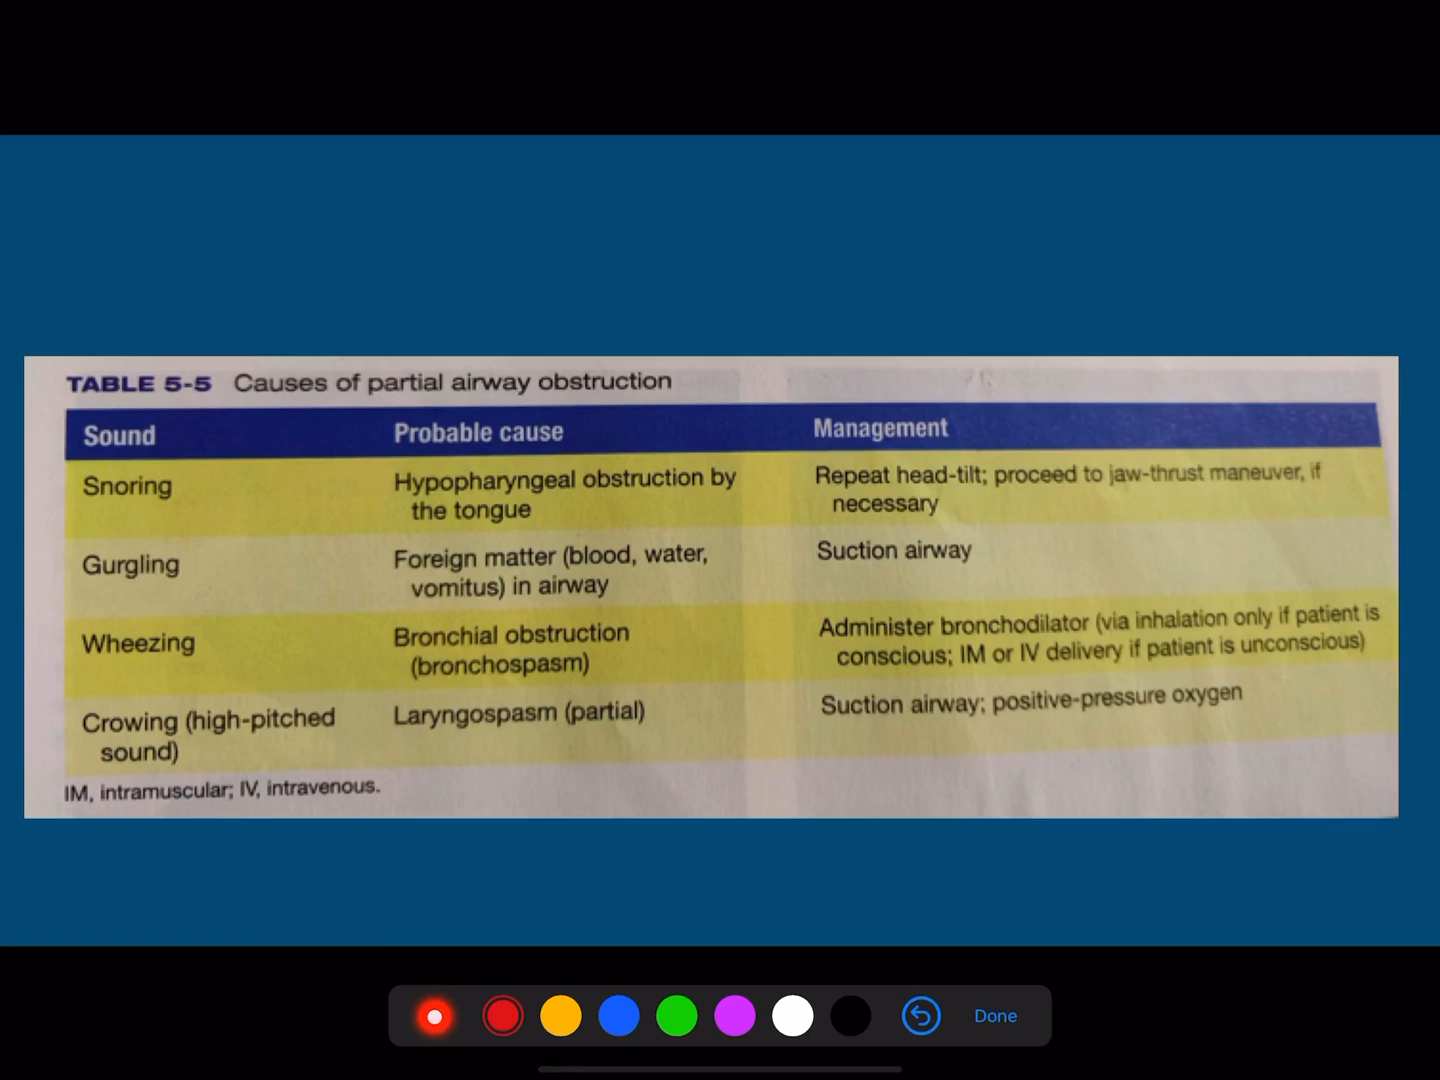 TABLE 5-5 Causes of partial airway obstruction
Sound Probable cause Management
Snoring Hypopharyngeal obstruction by Repeat head-tilt; proceed to jaw-thrust maneuver, if
the tongue necessary
Gurgling Foreign matter (blood, water, Suction airway
vomitus) in airway
Wheezing Bronchial obstruction Administer bronchodilator (via inhalation only if patient is
(bronchospasm) conscious; IM or IV delivery if patient is unconscious)
Crowing (high-pitched Laryngospasm (partial) Suction airway; positive-pressure oxygen
sound)
IM, intramuscular; IV, intravenous.
Done